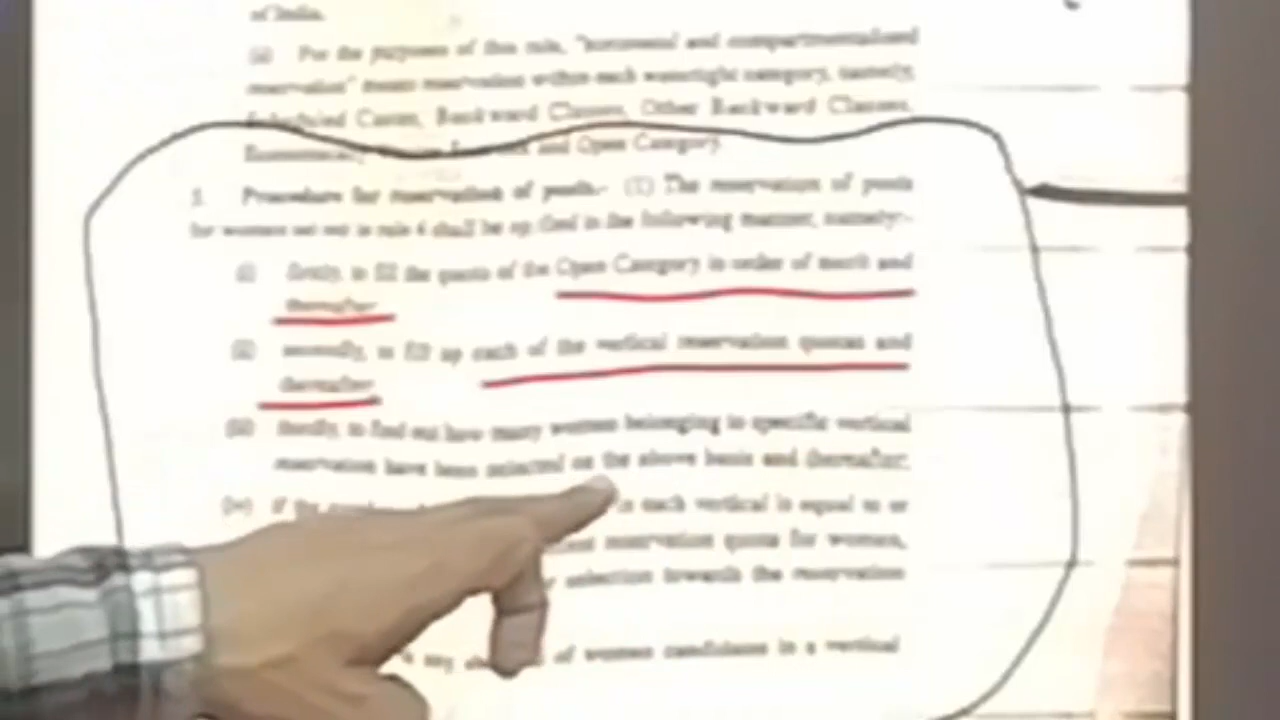 of India.
(ii) For the purposes of this rule, "horizontal and compartmentalized
reservation" means reservation within each watertight category, namely,
Scheduled Castes, Backward Classes, Other Backward Classes,
Economically and Open Category.
5. Procedure for reservation of posts.- (1) The reservation of posts
for women set out in rule 4 shall be applied in the following manner, namely:-
(i) firstly, to fill the quota of the Open Category in order of merit and
thereafter
(ii) secondly, to fill up each of the vertical reservation quotas and
thereafter
(iii) thirdly, to find out how many women belonging to specific vertical
reservation have been selected on the above basis and thereafter;
(iv) if the in each vertical is equal to or
reservation quota for women,
selection towards the reservation
any of women candidates in a vertical